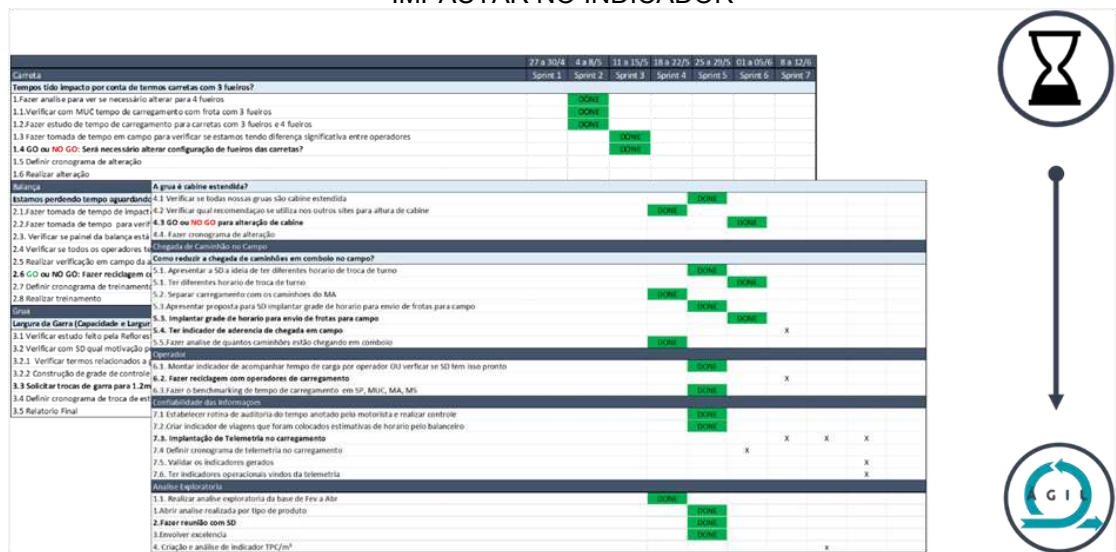 IMPACTAR NO INDICADOR
27 a 30/4 4 a 8/5 11 a 15/5 18 a 22/5 25 a 29/5 01 a 05/6 8 a 12/6
Carreta Sprint 1 Sprint 2 Sprint 3 Sprint 4 Sprint 5 Sprint 6 Sprint 7
Tempos tido impacto por conta de termos carretas com 3 fueiros?
1.Fazer analise para ver se necessário alterar para 4 fueiros DONE
1.1.Verificar com MUC tempo de carregamento com frota com 3 fueiros DONE
1.2.Fazer estudo de tempo de carregamento para carretas com 3 fueiros e 4 fueiros DONE
1.3 Fazer tomada de tempo em campo para verificar se estamos tendo diferença significativa entre operadores DONE
1.4 GO ou NO GO: Será necessário alterar configuração de fueiros das carretas? DONE
1.5 Definir cronograma de alteração
1.6 Realizar alteração
Balança
Estamos perdendo tempo aguardando
2.1.Fazer tomada de tempo de impact
2.2.Fazer tomada de tempo para verif
2.3. Verificar se painel da balança está
2.4 Verificar se todos os operadores te
2.5 Realizar verificação em campo da a
2.6 GO ou NO GO: Fazer reciclagem c
2.7 Definir cronograma de treinament
2.8 Realizar treinamento
Grua
Largura da Garra (Capacidade e Largur
3.1 Verificar estudo feito pela Reflores
3.2 Verificar com SD qual motivação p
3.2.1 Verificar termos relacionados a g
3.2.2 Construção de grade de controle
3.3 Solicitar trocas de garra para 1.2m
3.4 Definir cronograma de troca de est
3.5 Relatorio Final
A grua é cabine estendida?
4.1 Verificar se todas nossas gruas são cabine estendida DONE
4.2 Verificar qual recomendaçao se utiliza nos outros sites para altura de cabine DONE
4.3 GO ou NO GO para alteração de cabine DONE
4.4. Fazer cronograma de alteração
Chegada de Caminhão no Campo
Como reduzir a chegada de caminhões em comboio no campo?
5.1. Apresentar a SD a ideia de ter diferentes horario de troca de turno DONE
5.1. Ter diferentes horario de troca de turno DONE
5.2. Separar carregamento com os caminhoes do MA DONE
5.3.Apresentar proposta para SD implantar grade de horario para envio de frotas para campo DONE
5.3. Implantar grade de horario para envio de frotas para campo DONE
5.4. Ter indicador de aderencia de chegada em campo X
5.5.Fazer analise de quantos caminhões estão chegando em comboio DONE
Operador
6.1. Montar indicador de acompanhar tempo de carga por operador OU verficar se SD tem isso pronto DONE
6.2. Fazer reciclagem com operadores de carregamento X
6.3.Fazer o benchmarking de tempo de carregamento em SP, MUC, MA, MS DONE
Confiabilidade das Informaçoes
7.1 Estabelecer rotina de auditoria do tempo anotado pelo motorista e realizar controle DONE
7.2.Criar indicador de viagens que foram colocados estimativas de horario pelo balanceiro DONE
7.3. Implantação de Telemetria no carregamento X X X
7.4 Definir cronograma de telemetria no carregamento X
7.5. Validar os indicadores gerados X
7.6. Ter indicadores operacionais vindos da telemetria X
Analise Exploratoria
1.1. Realizar analise exploratoria da base de Fev a Abr DONE
1.Abrir analise realizada por tipo de produto DONE
2.Fazer reunião com SD DONE
3.Envolver excelencia DONE
4. Criação e análise de indicador TPC/m³ X
AGIL